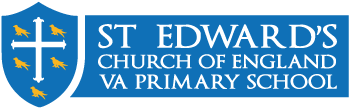 ST EDWARD'S
CHURCH OF ENGLAND
VA PRIMARY SCHOOL